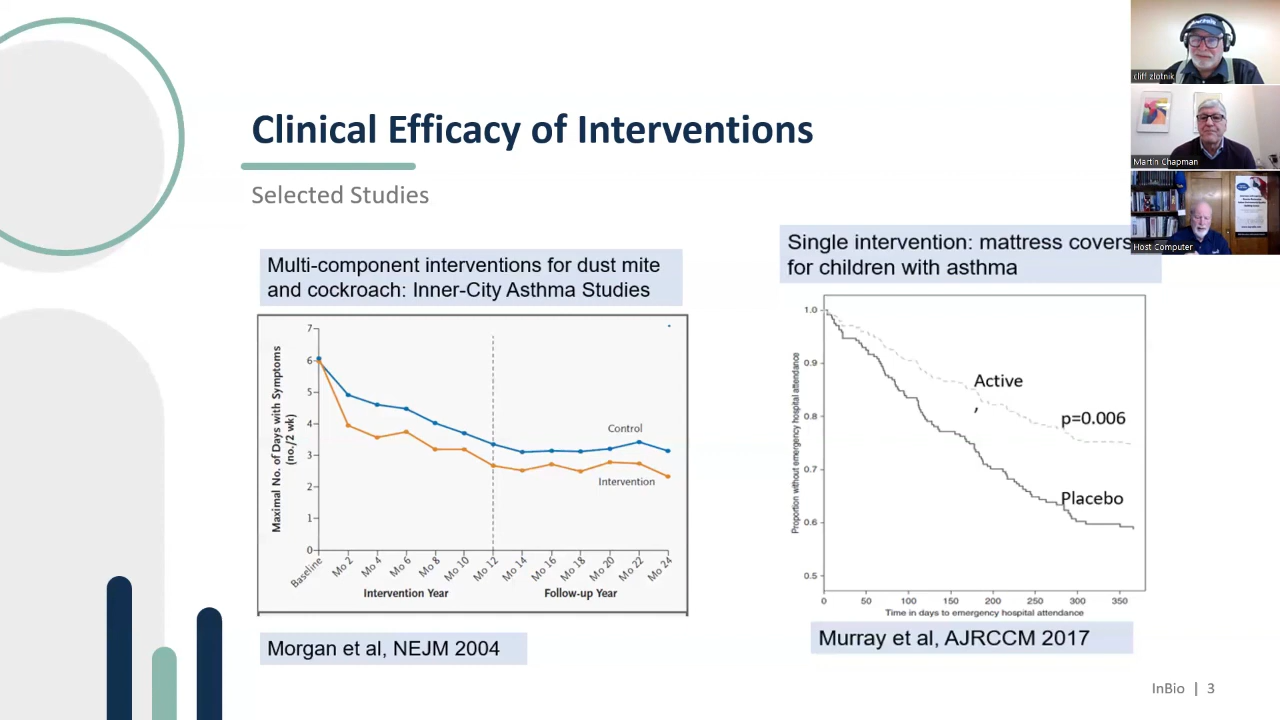 Clinical Efficacy of Interventions
Selected Studies
Multi-component interventions for dust mite
and cockroach: Inner-City Asthma Studies
Maximal No. of Days with Symptoms
(no./2 wk)
7
6
5
4
3
2
1
0
Control
Intervention
Baseline
Mo 2
Mo 4
Mo 6
Mo 8
Mo 10
Mo 12
Mo 14
Mo 16
Mo 18
Mo 20
Mo 22
Mo 24
Intervention Year
Follow-up Year
Morgan et al, NEJM 2004
Single intervention: mattress covers
for children with asthma
Proportion without emergency hospital attendance
1.0
0.9
0.8
0.7
0.6
0.5
Active
,
p=0.006
Placebo
0 50 100 150 200 250 300 350
Time in days to emergency hospital attendance
Murray et al, AJRCCM 2017
InBio | 3
cliff zlotnik
Martin Chapman
Host Computer